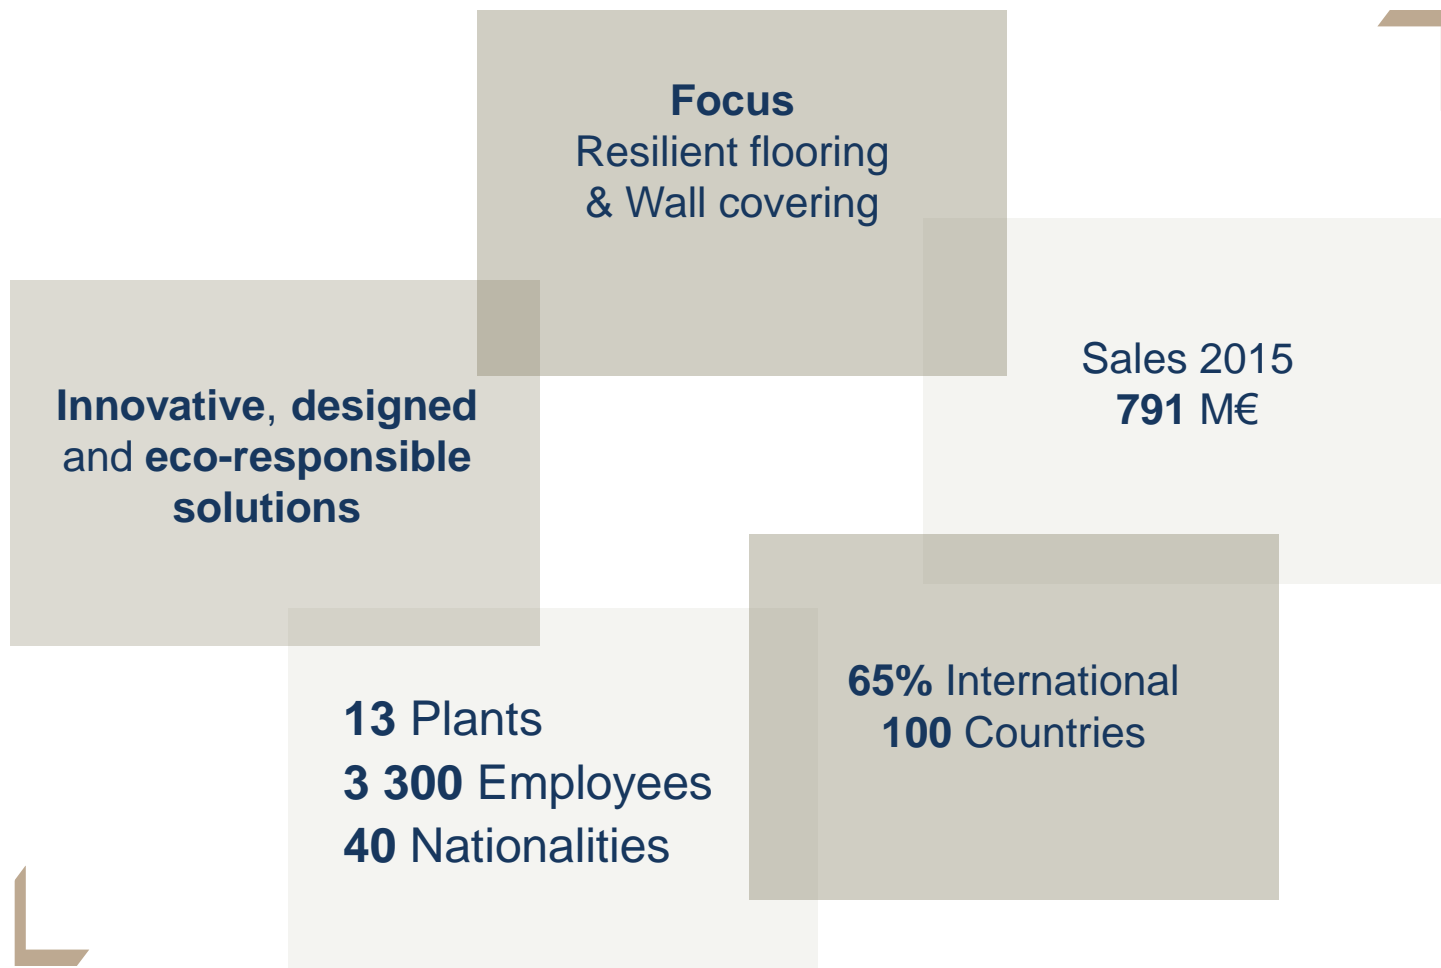 Focus
Resilient flooring
& Wall covering
Sales 2015
791 M€
Innovative, designed
and eco-responsible
solutions
65% International
100 Countries
13 Plants
3 300 Employees
40 Nationalities